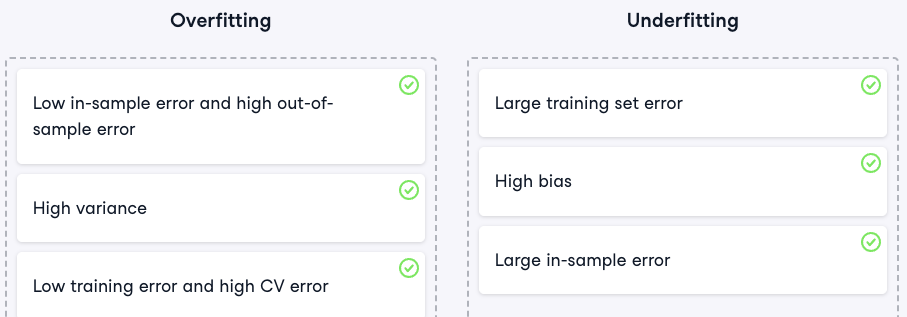 Overfitting
Low in-sample error and high out-of-
sample error
High variance
Low training error and high CV error
Underfitting
Large training set error
High bias
Large in-sample error